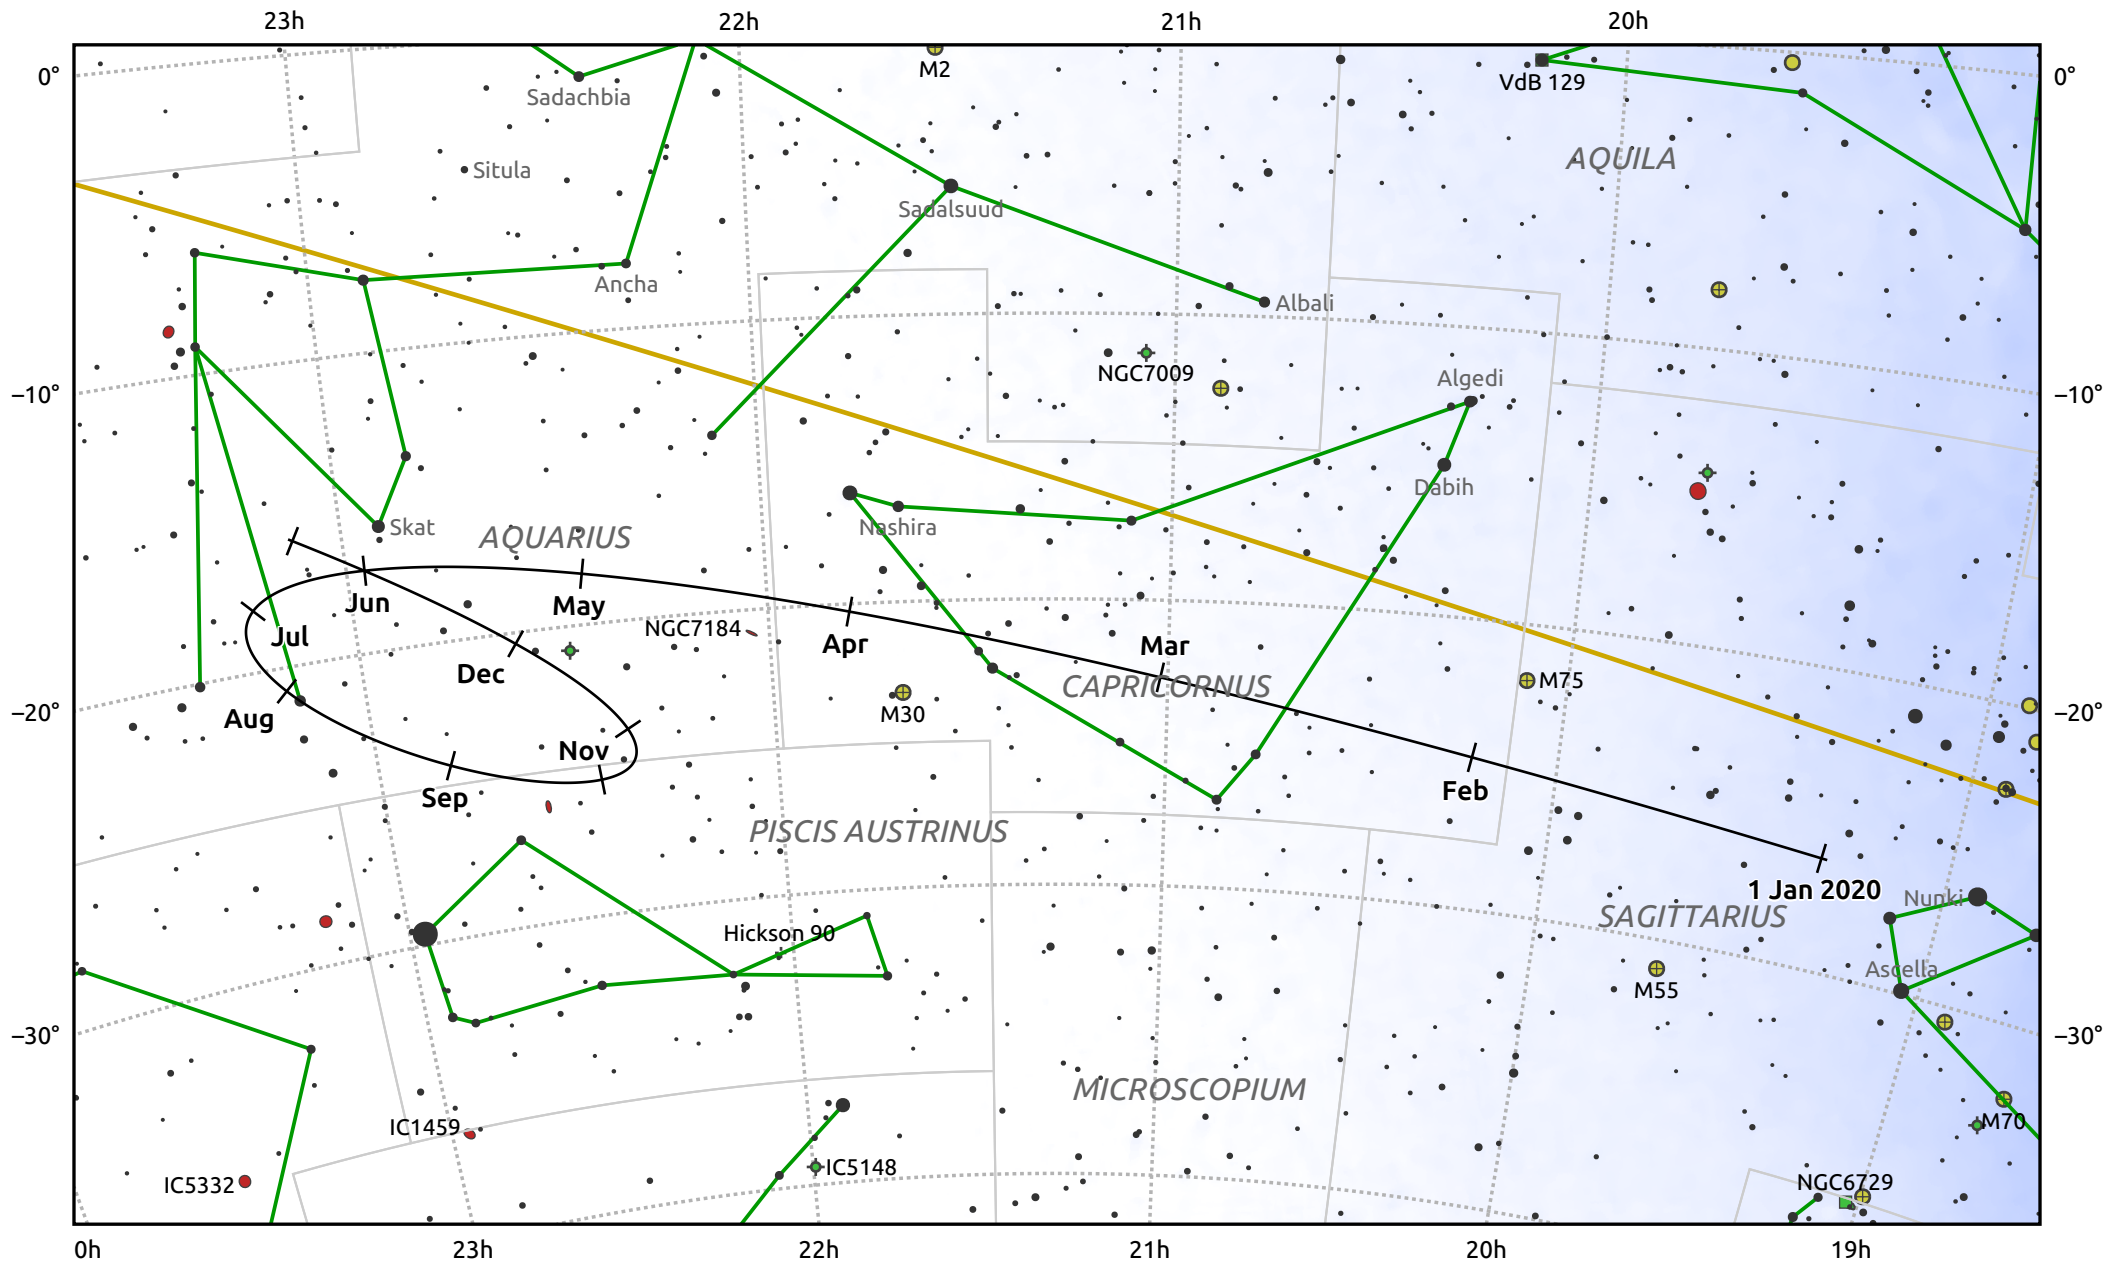 23h
22h
21h
20h
0°
0°
M2
VdB 129
Sadachbia
AQUILA
Situla
Sadalsuud
Ancha
Albali
NGC7009
Algedi
−10°
−10°
Dabih
Skat
AQUARIUS
Nashira
Jun
May
Jul
NGC7184
Apr
Mar
Dec
CAPRICORNUS
M75
−20°
−20°
Aug
M30
Nov
Sep
Feb
PISCIS AUSTRINUS
1 Jan 2020
Nunki
SAGITTARIUS
Hickson 90
Ascella
M55
−30°
−30°
MICROSCOPIUM
IC1459
M70
IC5148
IC5332
NGC6729
0h
23h
22h
21h
20h
19h